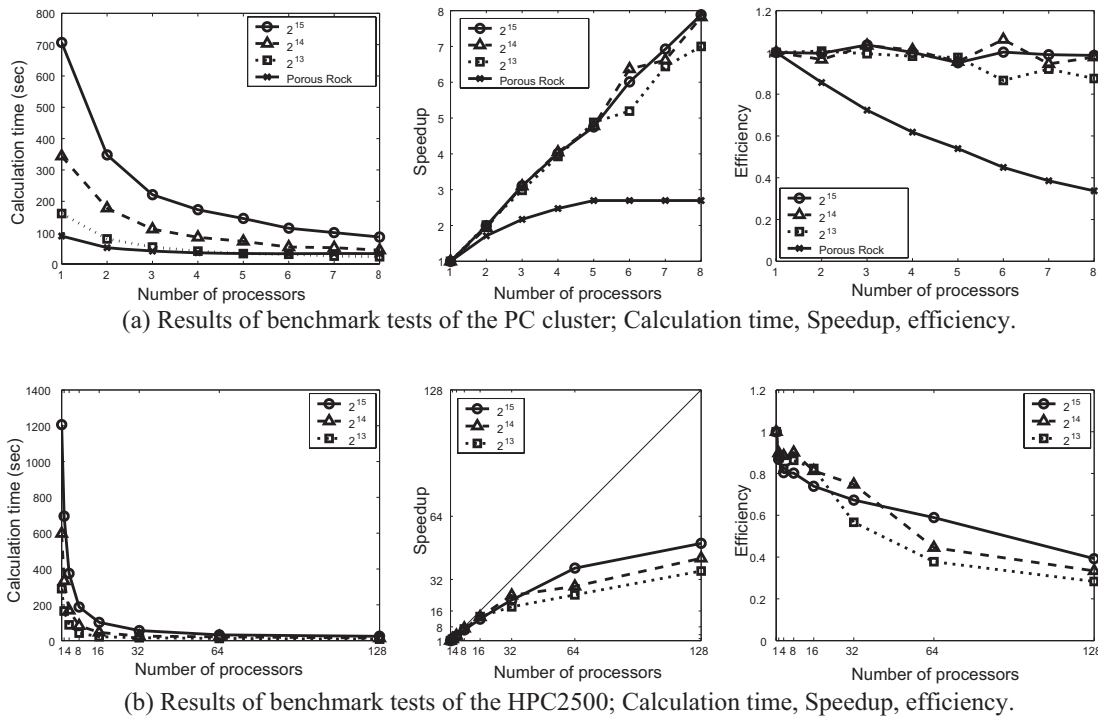 800
700
600
500
400
300
200
100
0
Calculation time (sec)
2^15
2^14
2^13
Porous Rock
1 2 3 4 5 6 7 8
Number of processors
8
7
6
5
4
3
2
1
Speedup
2^15
2^14
2^13
Porous Rock
1 2 3 4 5 6 7 8
Number of processors
1.2
1
0.8
0.6
0.4
0.2
0
Efficiency
2^15
2^14
2^13
Porous Rock
1 2 3 4 5 6 7 8
Number of processors
(a) Results of benchmark tests of the PC cluster; Calculation time, Speedup, efficiency.
1400
1200
1000
800
600
400
200
0
Calculation time (sec)
2^15
2^14
2^13
1 4 8 16 32 64 128
Number of processors
128
64
32
16
8
1
Speedup
2^15
2^14
2^13
1 4 8 16 32 64 128
Number of processors
1.2
1
0.8
0.6
0.4
0.2
0
Efficiency
2^15
2^14
2^13
1 4 8 16 32 64 128
Number of processors
(b) Results of benchmark tests of the HPC2500; Calculation time, Speedup, efficiency.